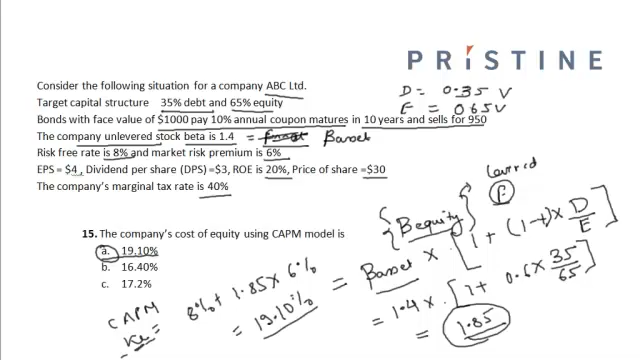 PRISTINE
Consider the following situation for a company ABC Ltd.
D = 0.35 V
Target capital structure 35% debt and 65% equity
E = 0.65V
Bonds with face value of $1000 pay 10% annual coupon matures in 10 years and sells for 950
The company unlevered stock beta is 1.4 = Basset
Risk free rate is 8% and market risk premium is 6%
EPS = $4, Dividend per share (DPS) =$3, ROE is 20%, Price of share =$30
The company's marginal tax rate is 40%
levered
15. The company's cost of equity using CAPM model is
{ Bequity }
a. 19.10%
b. 16.40%
c. 17.2%
= Basset × [ 1 + (1-t) × D/E ]
= 1.4 × [ 1 + 0.6 × 35/65 ]
= 1.85
CAPM
Ke = 8% + 1.85 × 6%
= 19.10%